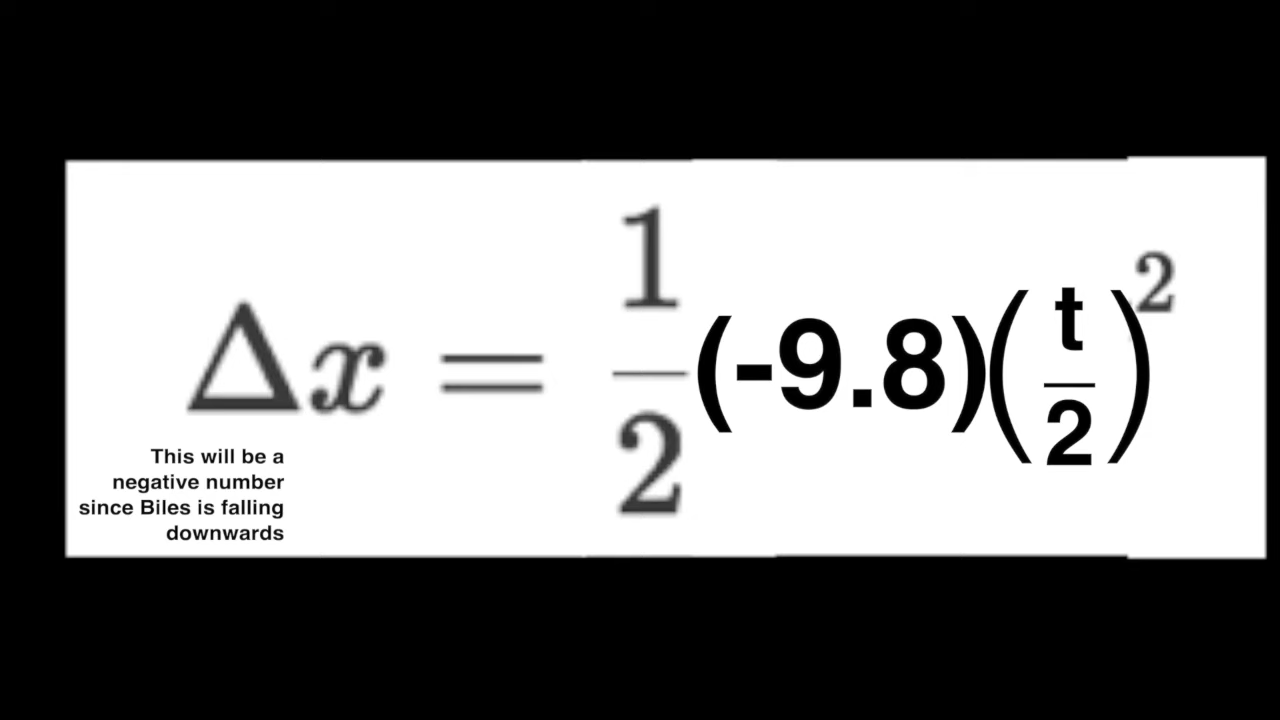 Δx = 1/2 (-9.8)(t/2)²
This will be a
negative number
since Biles is falling
downwards